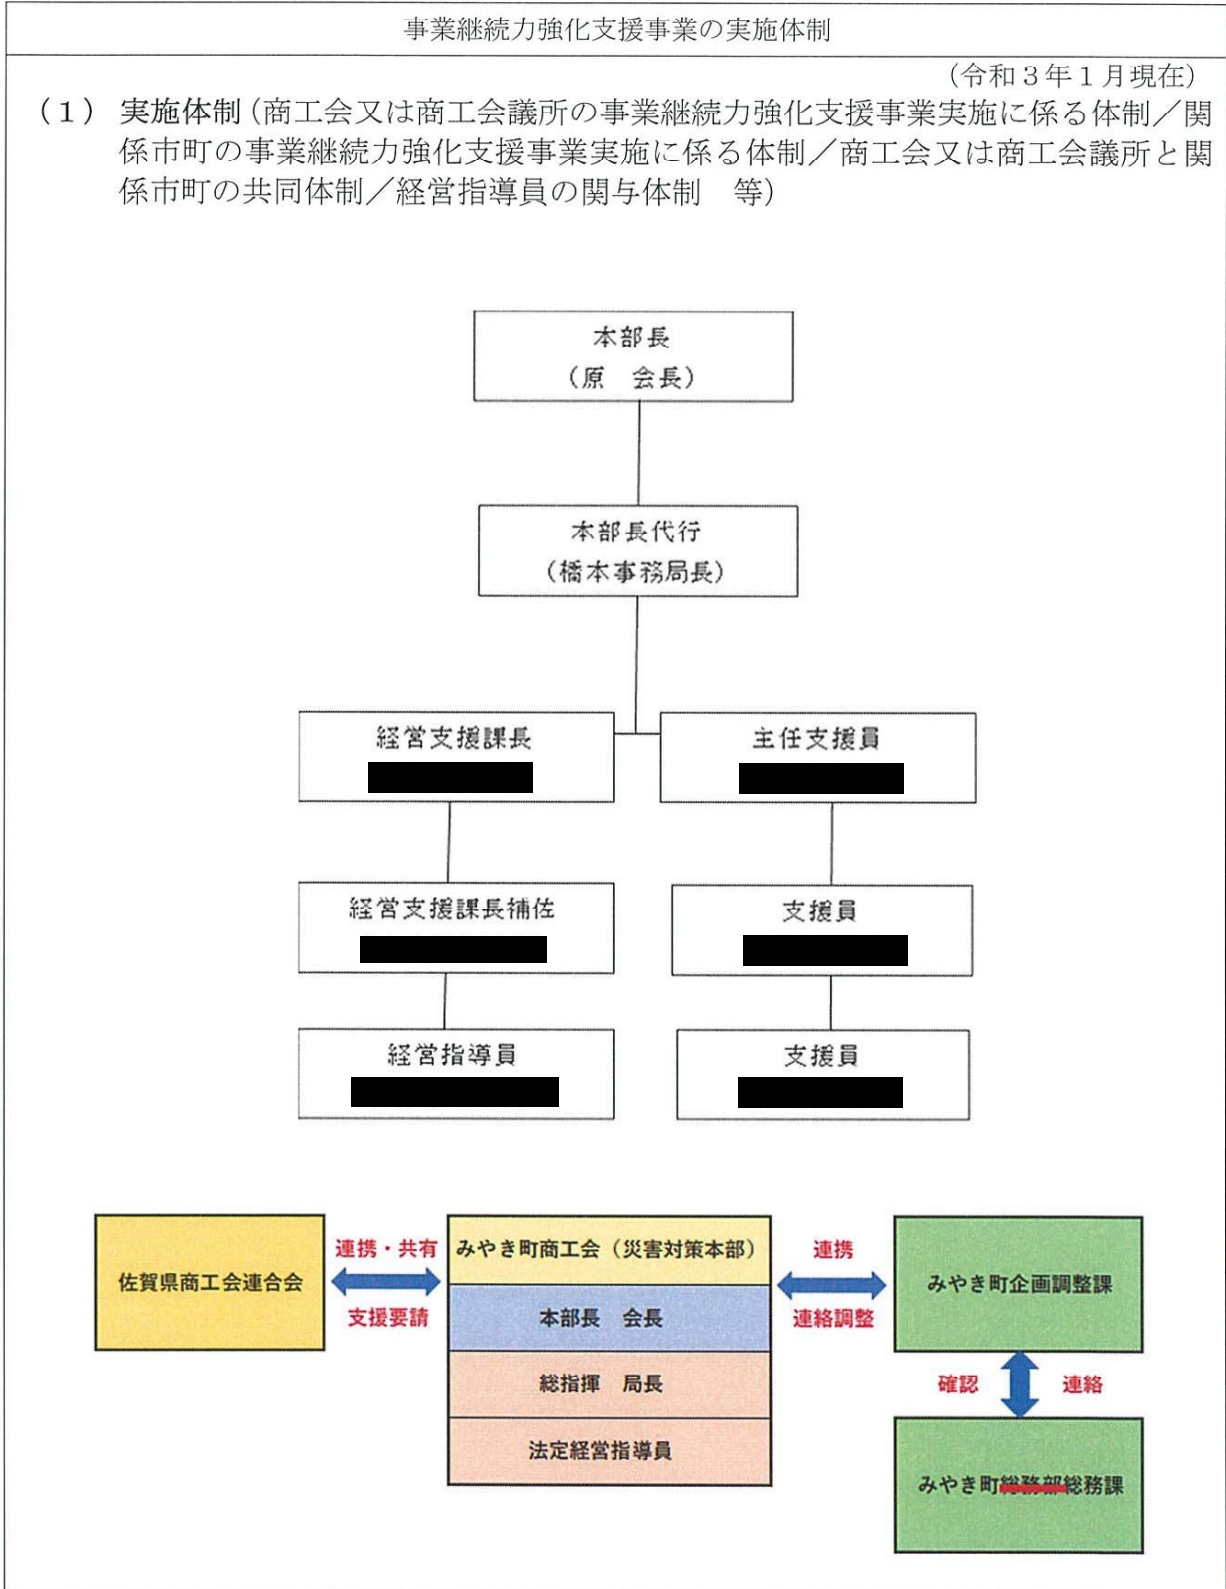 事業継続力強化支援事業の実施体制
（令和３年１月現在）
（１） 実施体制（商工会又は商工会議所の事業継続力強化支援事業実施に係る体制／関
係市町の事業継続力強化支援事業実施に係る体制／商工会又は商工会議所と関
係市町の共同体制／経営指導員の関与体制　等）
本部長
（原　会長）
本部長代行
（橋本事務局長）
経営支援課長
主任支援員
経営支援課長補佐
支援員
経営指導員
支援員
佐賀県商工会連合会
連携・共有
支援要請
みやき町商工会（災害対策本部）
本部長　会長
総指揮　局長
法定経営指導員
連携
連絡調整
みやき町企画調整課
確認
連絡
みやき町総務部総務課